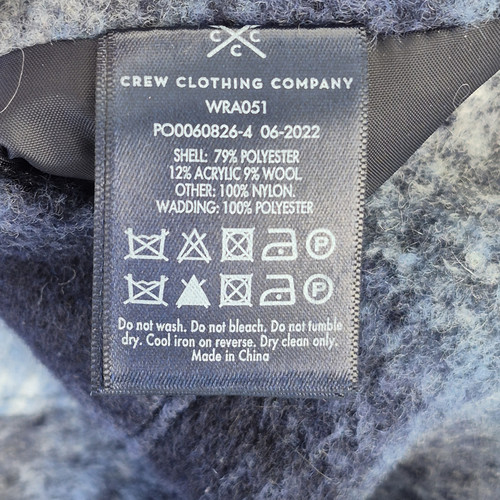 C C
C
CREW CLOTHING COMPANY
WRA051
PO0060826-4 06-2022
SHELL: 79% POLYESTER
12% ACRYLIC 9% WOOL
OTHER: 100% NYLON.
WADDING: 100% POLYESTER
P
P
Do not wash. Do not bleach. Do not tumble
dry. Cool iron on reverse. Dry clean only.
Made in China